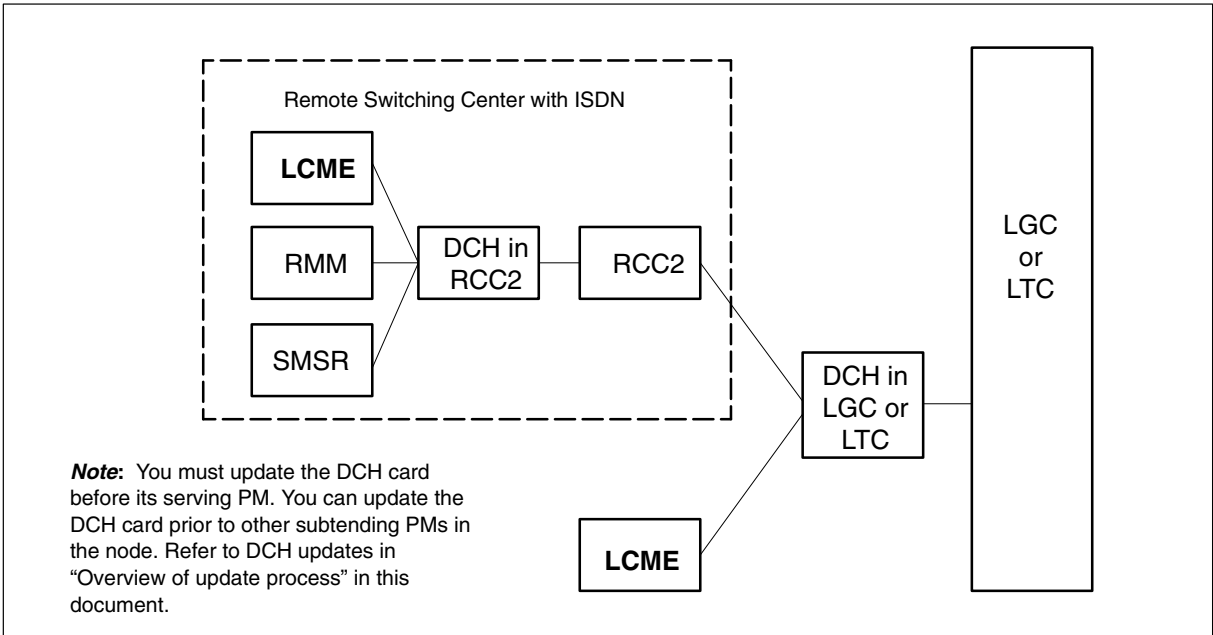 Remote Switching Center with ISDN
LCME
RMM
SMSR
DCH in
RCC2
RCC2
DCH in
LGC or
LTC
LGC
or
LTC
LCME
Note: You must update the DCH card
before its serving PM. You can update the
DCH card prior to other subtending PMs in
the node. Refer to DCH updates in
“Overview of update process” in this
document.